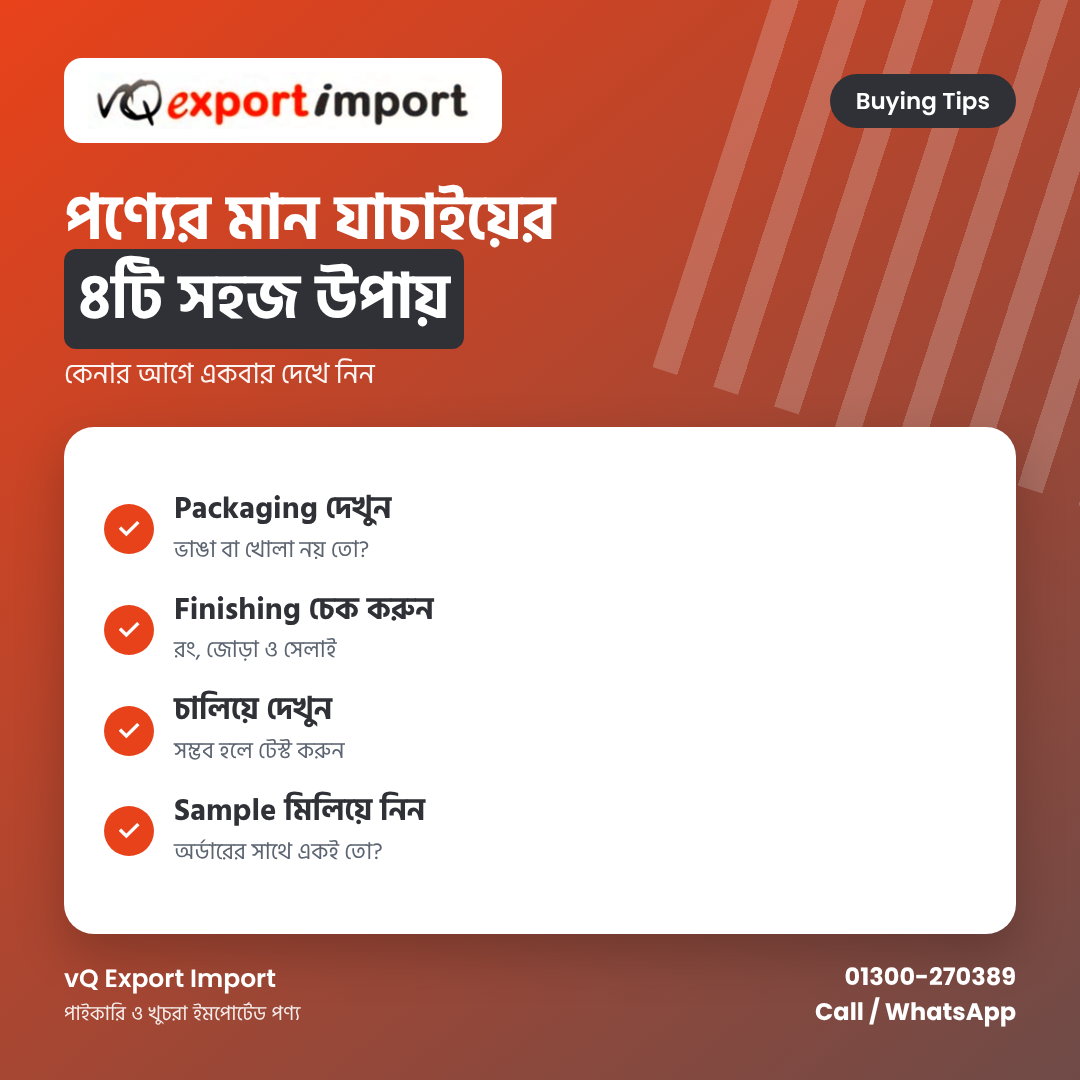 vQ export import
Buying Tips
পণ্যের মান যাচাইয়ের
৪টি সহজ উপায়
কেনার আগে একবার দেখে নিন
Packaging দেখুন
ভাঙা বা খোলা নয় তো?
Finishing চেক করুন
রং, জোড়া ও সেলাই
চালিয়ে দেখুন
সম্ভব হলে টেস্ট করুন
Sample মিলিয়ে নিন
অর্ডারের সাথে একই তো?
vQ Export Import
পাইকারি ও খুচরা ইমপোর্টেড পণ্য
01300-270389
Call / WhatsApp